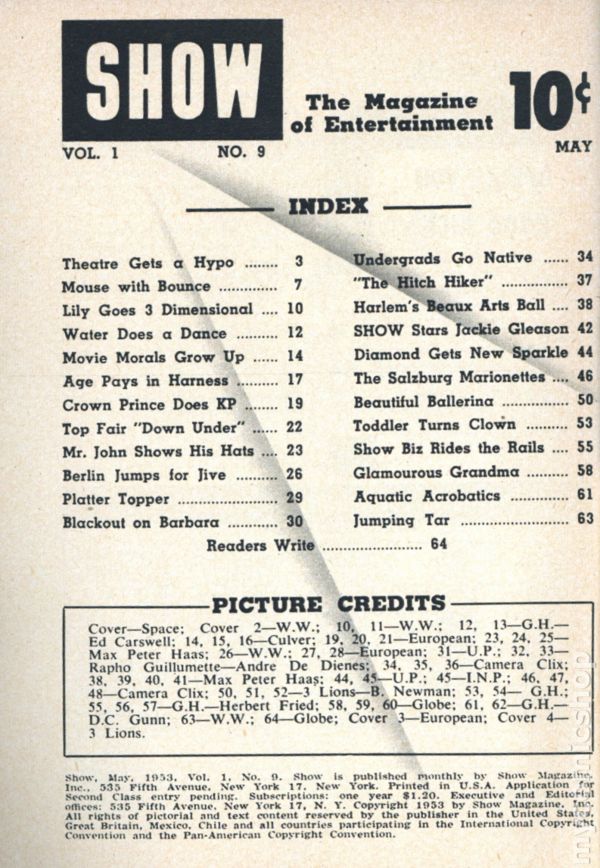 SHOW
The Magazine
of Entertainment
10¢
VOL. 1 NO. 9 MAY
INDEX
Theatre Gets a Hypo ........ 3
Mouse with Bounce .............. 7
Lily Goes 3 Dimensional .... 10
Water Does a Dance ............ 12
Movie Morals Grow Up ...... 14
Age Pays in Harness ........... 17
Crown Prince Does KP ........ 19
Top Fair "Down Under" ...... 22
Mr. John Shows His Hats .... 23
Berlin Jumps for Jive .......... 26
Platter Topper ..................... 29
Blackout on Barbara ............ 30
Undergrads Go Native ...... 34
"The Hitch Hiker" ................ 37
Harlem's Beaux Arts Ball .... 38
SHOW Stars Jackie Gleason 42
Diamond Gets New Sparkle 44
The Salzburg Marionettes .... 46
Beautiful Ballerina ............... 50
Toddler Turns Clown ........... 53
Show Biz Rides the Rails .... 55
Glamourous Grandma ........ 58
Aquatic Acrobatics .............. 61
Jumping Tar ......................... 63
Readers Write ....................... 64
PICTURE CREDITS
Cover—Space; Cover 2—W.W.; 10, 11—W.W.; 12, 13—G.H.—
Ed Carswell; 14, 15, 16—Culver; 19, 20, 21—European; 23, 24, 25—
Max Peter Haas; 26—W.W.; 27, 28—European; 31—U.P.; 32, 33—
Rapho Guillumette—Andre De Dienes; 34, 35, 36—Camera Clix;
38, 39, 40, 41—Max Peter Haas; 44, 45—U.P.; 45—I.N.P.; 46, 47,
48—Camera Clix; 50, 51, 52—3 Lions—B. Newman; 53, 54— G.H.;
55, 56, 57—G.H.—Herbert Fried; 58, 59, 60—Globe; 61, 62—G.H.—
D.C. Gunn; 63—W.W.; 64—Globe; Cover 3—European; Cover 4—
3 Lions.
Show, May, 1953, Vol. 1, No. 9. Show is published monthly by Show Magazine,
Inc., 535 Fifth Avenue, New York 17, New York. Printed in U.S.A. Application for
Second Class entry pending. Subscriptions: one year $1.20. Executive and Editorial
offices: 535 Fifth Avenue, New York 17, N. Y. Copyright 1953 by Show Magazine, Inc.
All rights of pictorial and text content reserved by the publisher in the United States,
Great Britain, Mexico, Chile and all countries participating in the International Copyright
Convention and the Pan-American Copyright Convention.